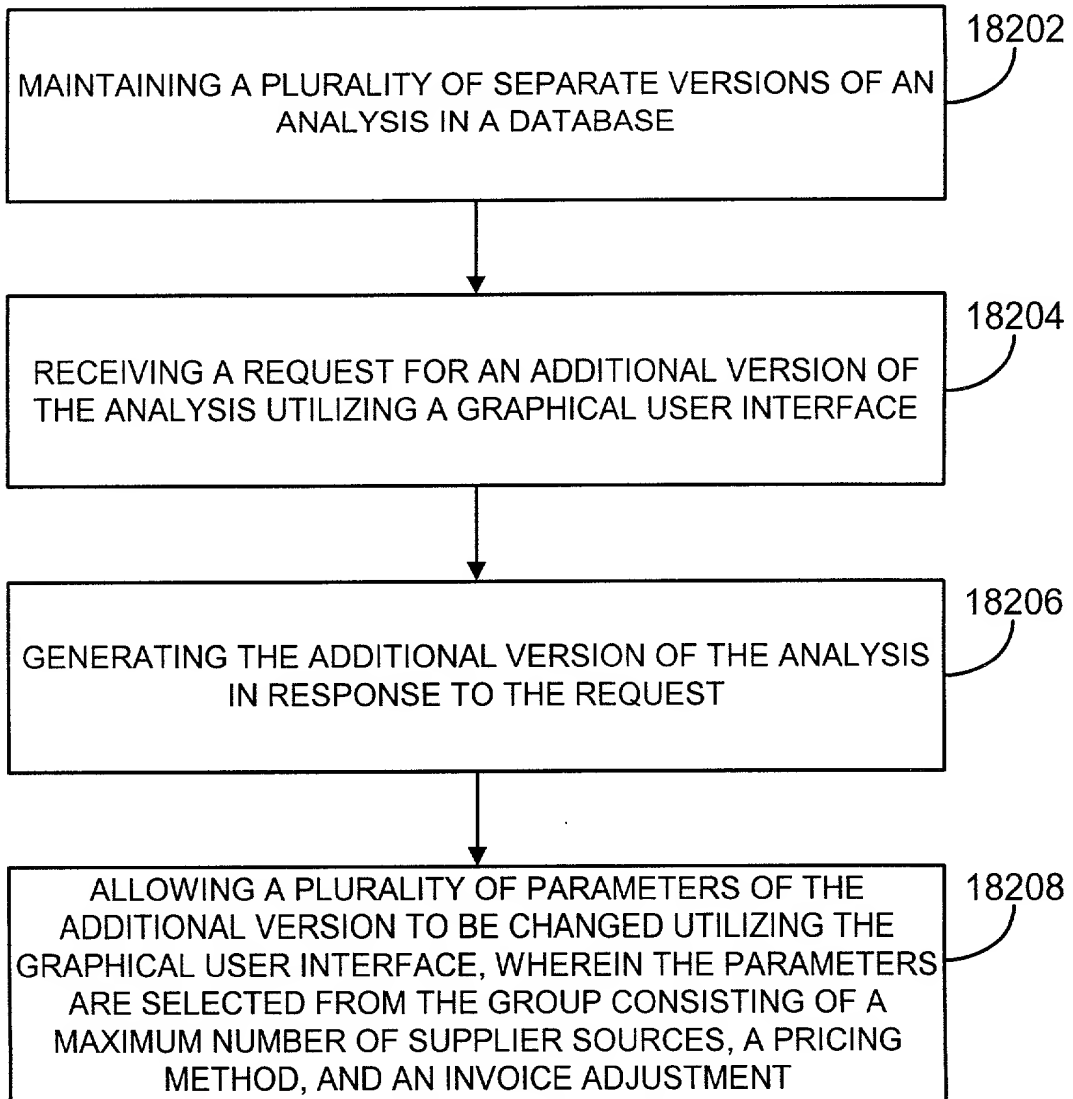 18202
MAINTAINING A PLURALITY OF SEPARATE VERSIONS OF AN
ANALYSIS IN A DATABASE
18204
RECEIVING A REQUEST FOR AN ADDITIONAL VERSION OF
THE ANALYSIS UTILIZING A GRAPHICAL USER INTERFACE
18206
GENERATING THE ADDITIONAL VERSION OF THE ANALYSIS
IN RESPONSE TO THE REQUEST
18208
ALLOWING A PLURALITY OF PARAMETERS OF THE
ADDITIONAL VERSION TO BE CHANGED UTILIZING THE
GRAPHICAL USER INTERFACE, WHEREIN THE PARAMETERS
ARE SELECTED FROM THE GROUP CONSISTING OF A
MAXIMUM NUMBER OF SUPPLIER SOURCES, A PRICING
METHOD, AND AN INVOICE ADJUSTMENT